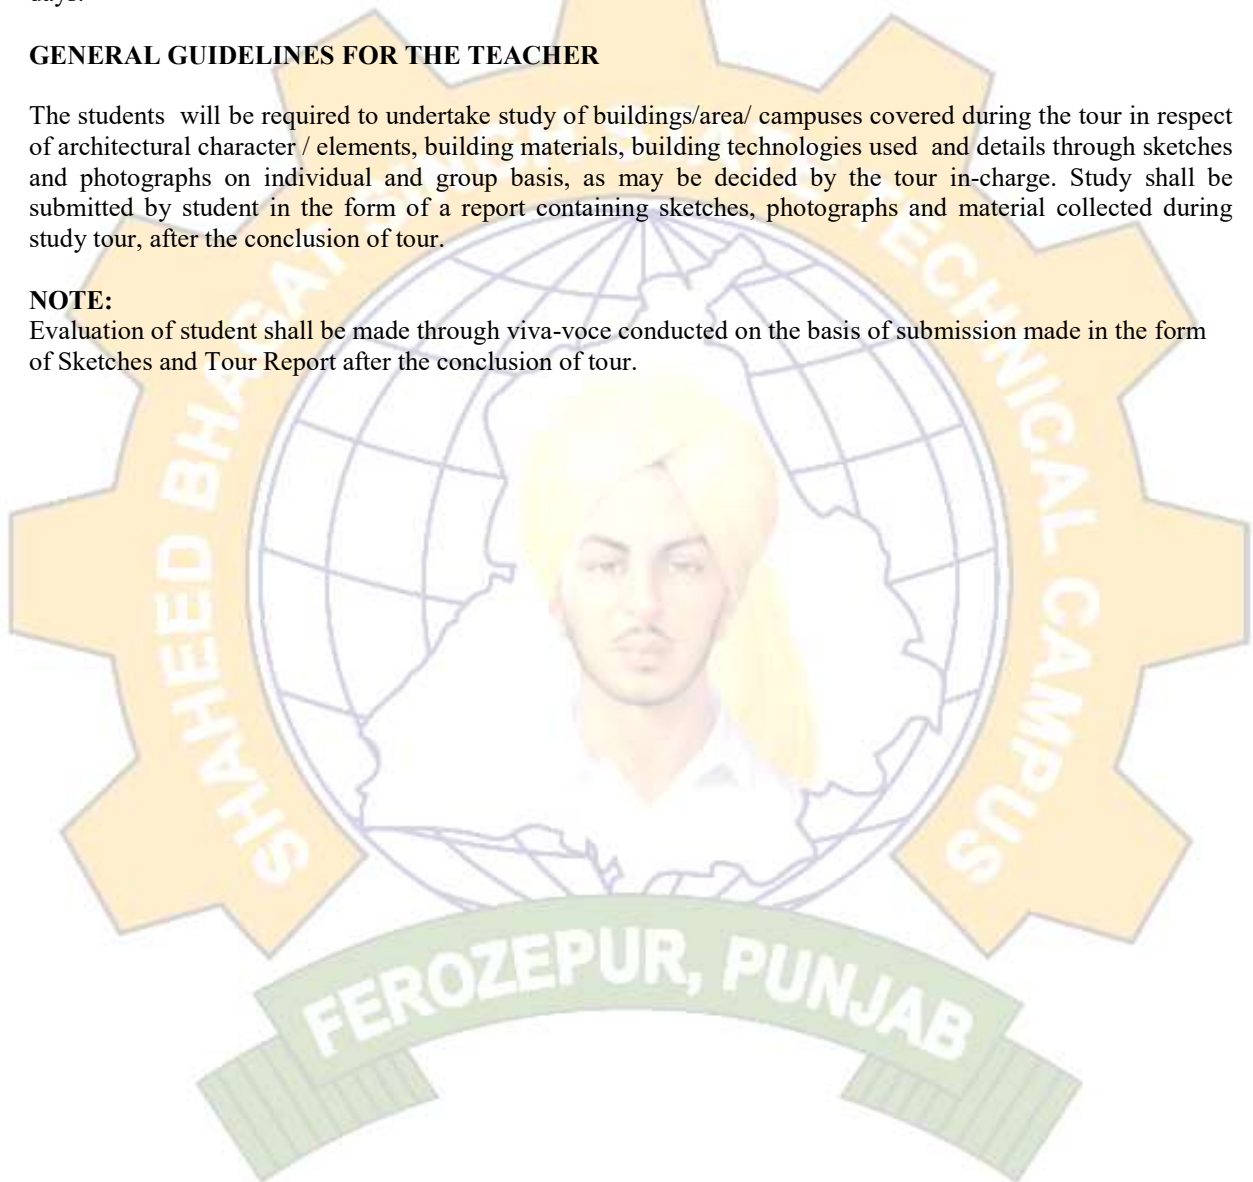 days.
GENERAL GUIDELINES FOR THE TEACHER
The students will be required to undertake study of buildings/area/ campuses covered during the tour in respect
of architectural character / elements, building materials, building technologies used and details through sketches
and photographs on individual and group basis, as may be decided by the tour in-charge. Study shall be
submitted by student in the form of a report containing sketches, photographs and material collected during
study tour, after the conclusion of tour.
NOTE:
Evaluation of student shall be made through viva-voce conducted on the basis of submission made in the form
of Sketches and Tour Report after the conclusion of tour.
SHAHEED BHAGAT SINGH STATE TECHNICAL CAMPUS
FEROZEPUR, PUNJAB